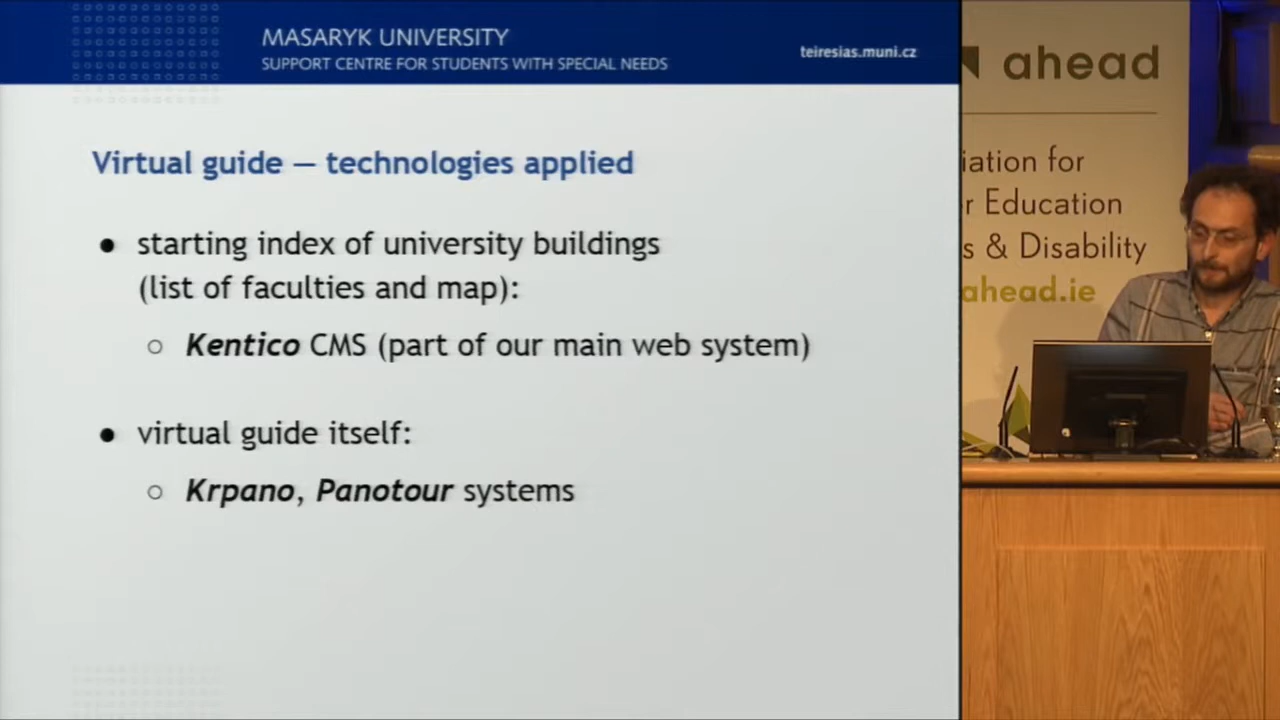 MASARYK UNIVERSITY
SUPPORT CENTRE FOR STUDENTS WITH SPECIAL NEEDS
teiresias.muni.cz
Virtual guide — technologies applied
● starting index of university buildings
(list of faculties and map):
○ Kentico CMS (part of our main web system)
● virtual guide itself:
○ Krpano, Panotour systems
ahead
iation for
r Education
s & Disability
ahead.ie